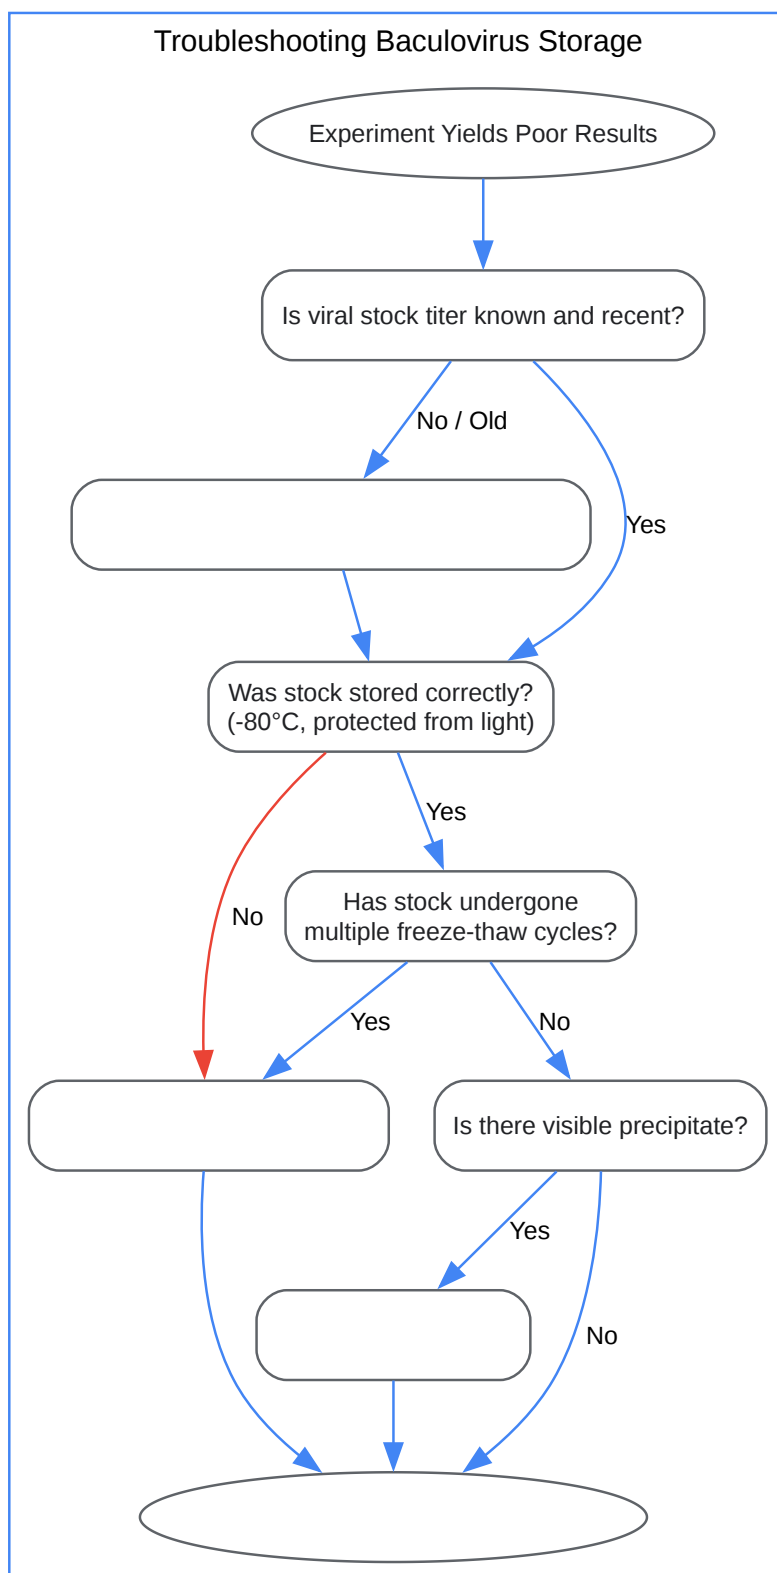 Troubleshooting Baculovirus Storage
Experiment Yields Poor Results
Is viral stock titer known and recent?
No / Old
Yes
Was stock stored correctly?
(-80°C, protected from light)
Yes
No
Has stock undergone
multiple freeze-thaw cycles?
Yes
No
Is there visible precipitate?
Yes
No